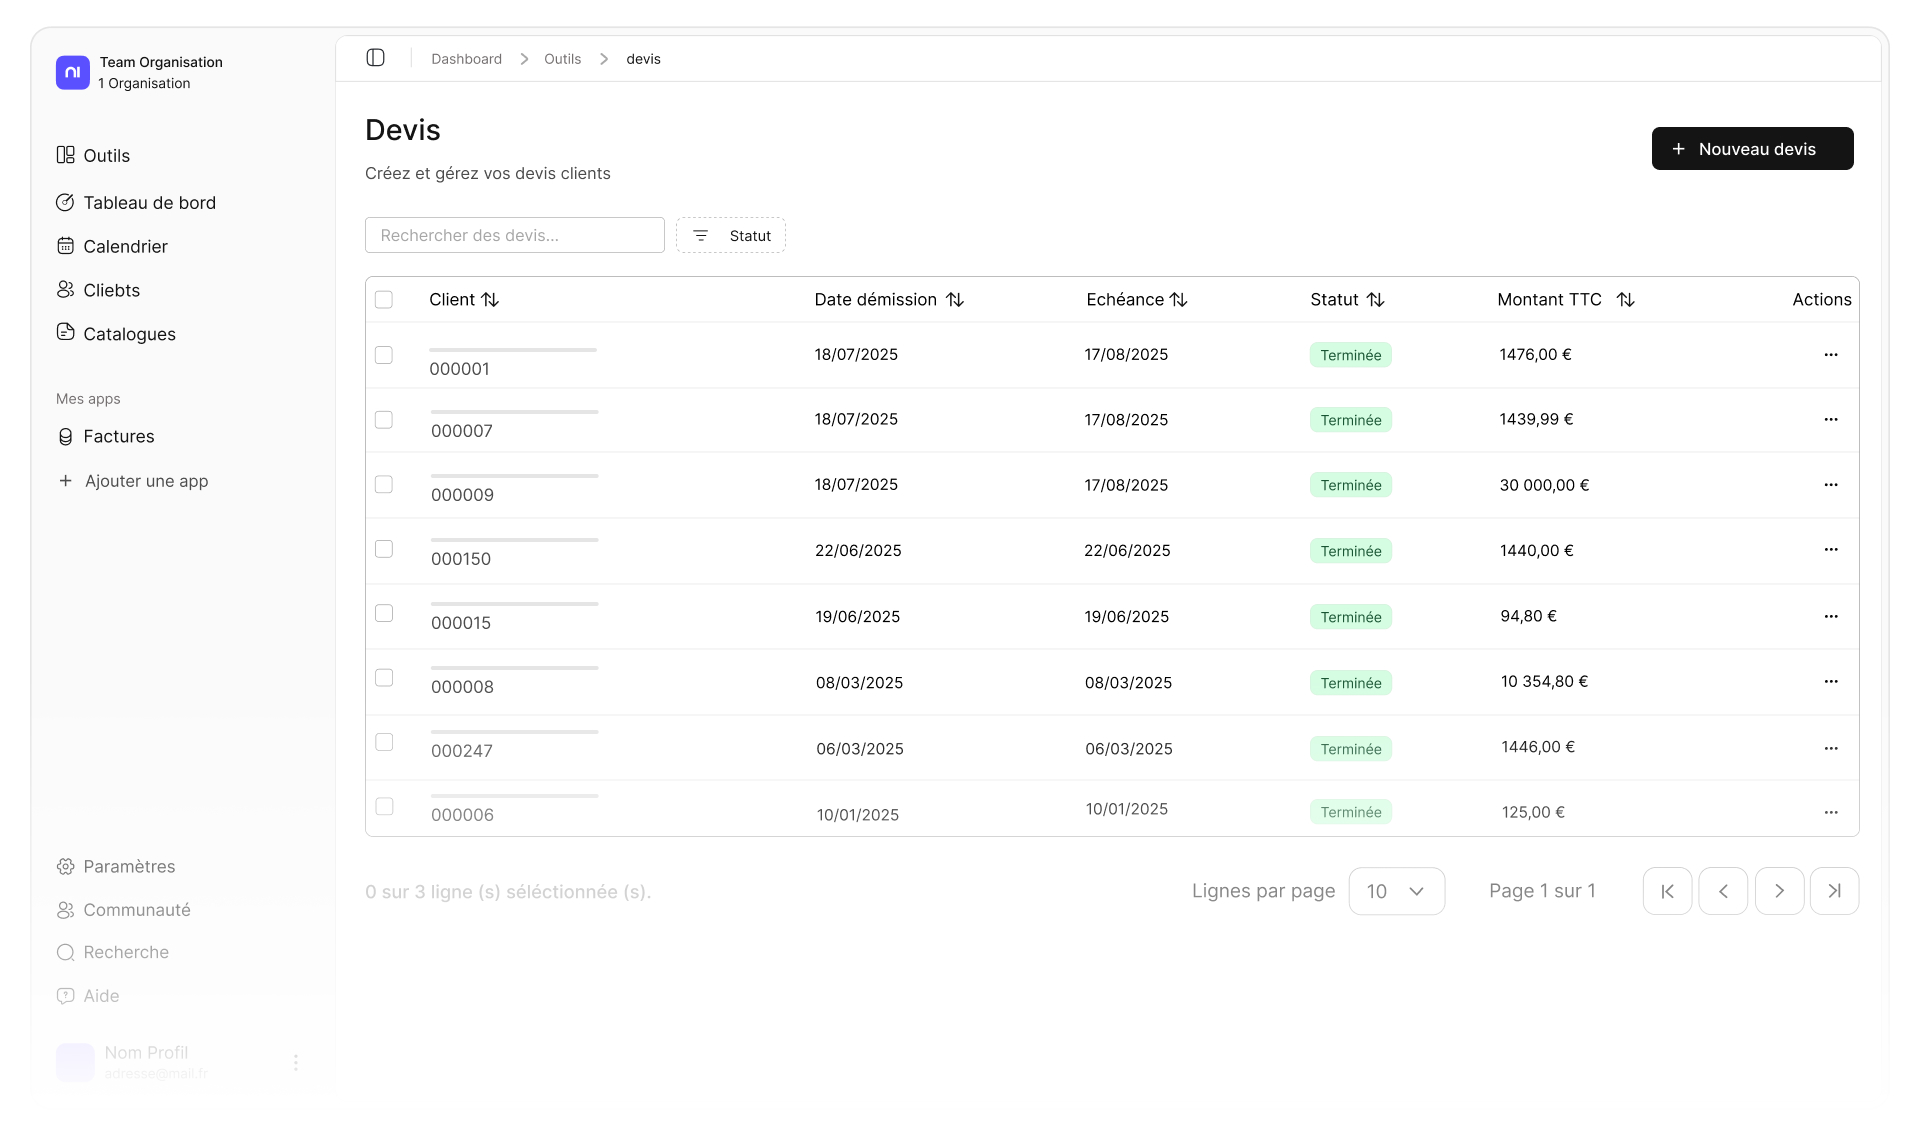 Team Organisation
1 Organisation
Outils
Tableau de bord
Calendrier
Cliebts
Catalogues
Mes apps
Factures
+ Ajouter une app
Paramètres
Communauté
Recherche
Aide
Nom Profil
adresse@mail.fr
Dashboard > Outils > devis
Devis
Créez et gérez vos devis clients
+ Nouveau devis
Rechercher des devis...
Statut
Client Date démission Echéance Statut Montant TTC Actions
000001 18/07/2025 17/08/2025 Terminée 1476,00 € ...
000007 18/07/2025 17/08/2025 Terminée 1439,99 € ...
000009 18/07/2025 17/08/2025 Terminée 30 000,00 € ...
000150 22/06/2025 22/06/2025 Terminée 1440,00 € ...
000015 19/06/2025 19/06/2025 Terminée 94,80 € ...
000008 08/03/2025 08/03/2025 Terminée 10 354,80 € ...
000247 06/03/2025 06/03/2025 Terminée 1446,00 € ...
000006 10/01/2025 10/01/2025 Terminée 125,00 € ...
0 sur 3 ligne (s) séléctionnée (s).
Lignes par page 10 Page 1 sur 1